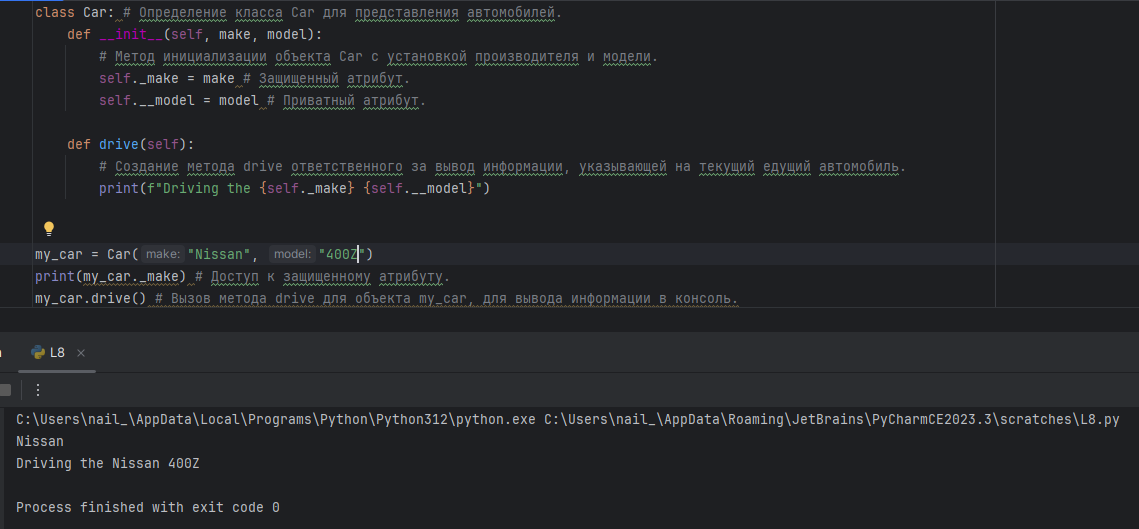 class Car: # Определение класса Car для представления автомобилей.
    def __init__(self, make, model):
        # Метод инициализации объекта Car с установкой производителя и модели.
        self._make = make # Защищенный атрибут.
        self.__model = model # Приватный атрибут.
    def drive(self):
        # Создание метода drive ответственного за вывод информации, указывающей на текущий едущий автомобиль.
        print(f"Driving the {self._make} {self.__model}")
my_car = Car(make: "Nissan", model: "400Z")
print(my_car._make) # Доступ к защищенному атрибуту.
my_car.drive() # Вызов метода drive для объекта my_car, для вывода информации в консоль.
L8
C:\Users\nail_\AppData\Local\Programs\Python\Python312\python.exe C:\Users\nail_\AppData\Roaming\JetBrains\PyCharmCE2023.3\scratches\L8.py
Nissan
Driving the Nissan 400Z
Process finished with exit code 0